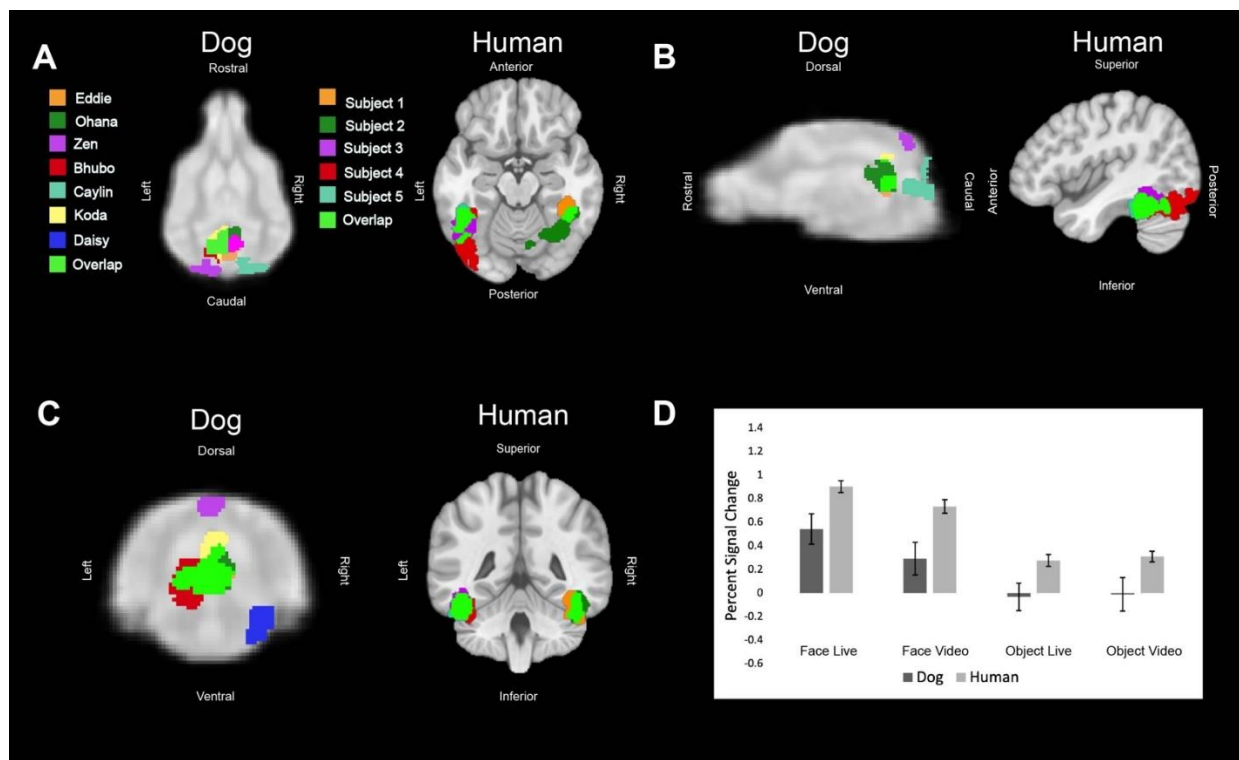 A
Dog
Rostral
Eddie
Ohana
Zen
Bhubo
Caylin
Koda
Daisy
Overlap
Left
Right
Caudal
Human
Anterior
Subject 1
Subject 2
Subject 3
Subject 4
Subject 5
Overlap
Left
Right
Posterior
B
Dog
Dorsal
Rostral
Caudal
Ventral
Human
Superior
Anterior
Posterior
Inferior
C
Dog
Dorsal
Left
Right
Ventral
Human
Superior
Left
Right
Inferior
D
Percent Signal Change
1.4
1.2
1
0.8
0.6
0.4
0.2
0
-0.2
-0.4
-0.6
Face Live
Face Video
Object Live
Object Video
Dog
Human